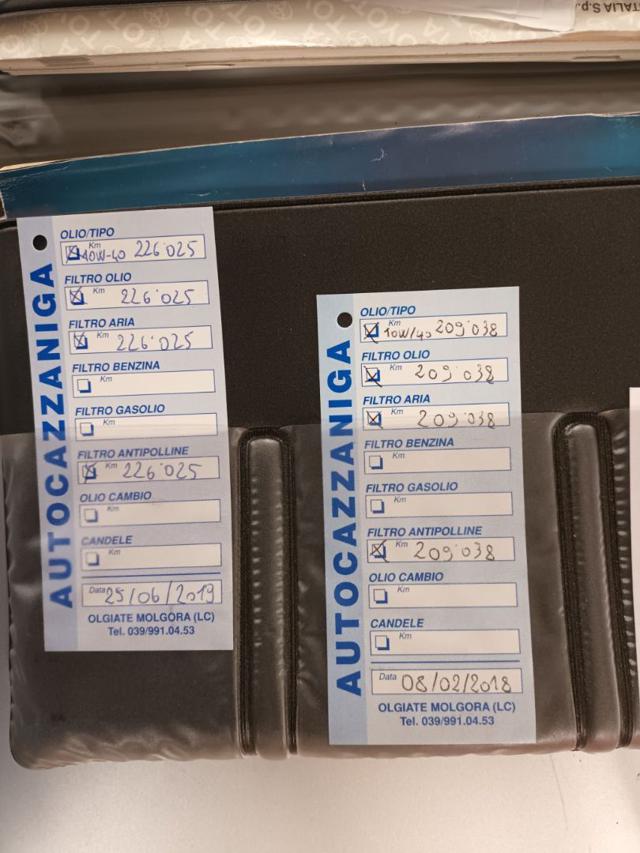 ITALIA S.p.
TOYOTA
AUTOCAZZANIGA
OLIO/TIPO
Km 10W-40 226'025
FILTRO OLIO
Km 226'025
FILTRO ARIA
Km 226'025
FILTRO BENZINA
Km
FILTRO GASOLIO
Km
FILTRO ANTIPOLLINE
Km 226'025
OLIO CAMBIO
Km
CANDELE
Km
Data 25/06/2019
OLGIATE MOLGORA (LC)
Tel. 039/991.04.53
AUTOCAZZANIGA
OLIO/TIPO
Km 10W/40 209'038
FILTRO OLIO
Km 209'038
FILTRO ARIA
Km 209'038
FILTRO BENZINA
Km
FILTRO GASOLIO
Km
FILTRO ANTIPOLLINE
Km 209'038
OLIO CAMBIO
Km
CANDELE
Km
Data 08/02/2018
OLGIATE MOLGORA (LC)
Tel. 039/991.04.53